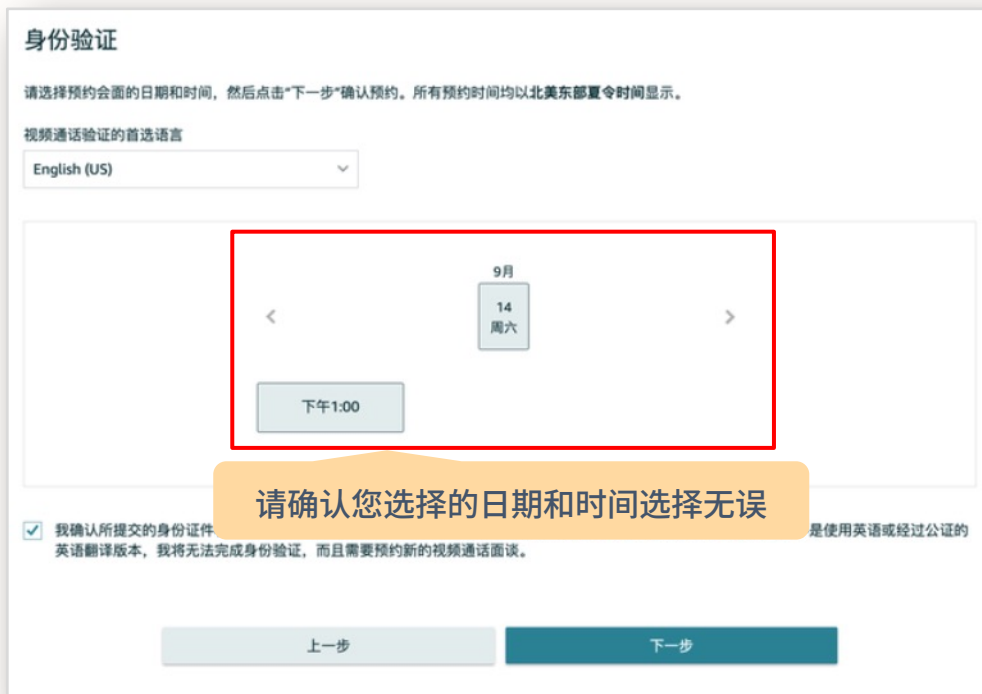 身份验证
请选择预约会面的日期和时间，然后点击“下一步”确认预约。所有预约时间均以北美东部夏令时间显示。
视频通话验证的首选语言
English (US)
9月
14
周六
下午1:00
请确认您选择的日期和时间选择无误
我确认所提交的身份证件
是使用英语或经过公证的
英语翻译版本，我将无法完成身份验证，而且需要预约新的视频通话面谈。
上一步
下一步